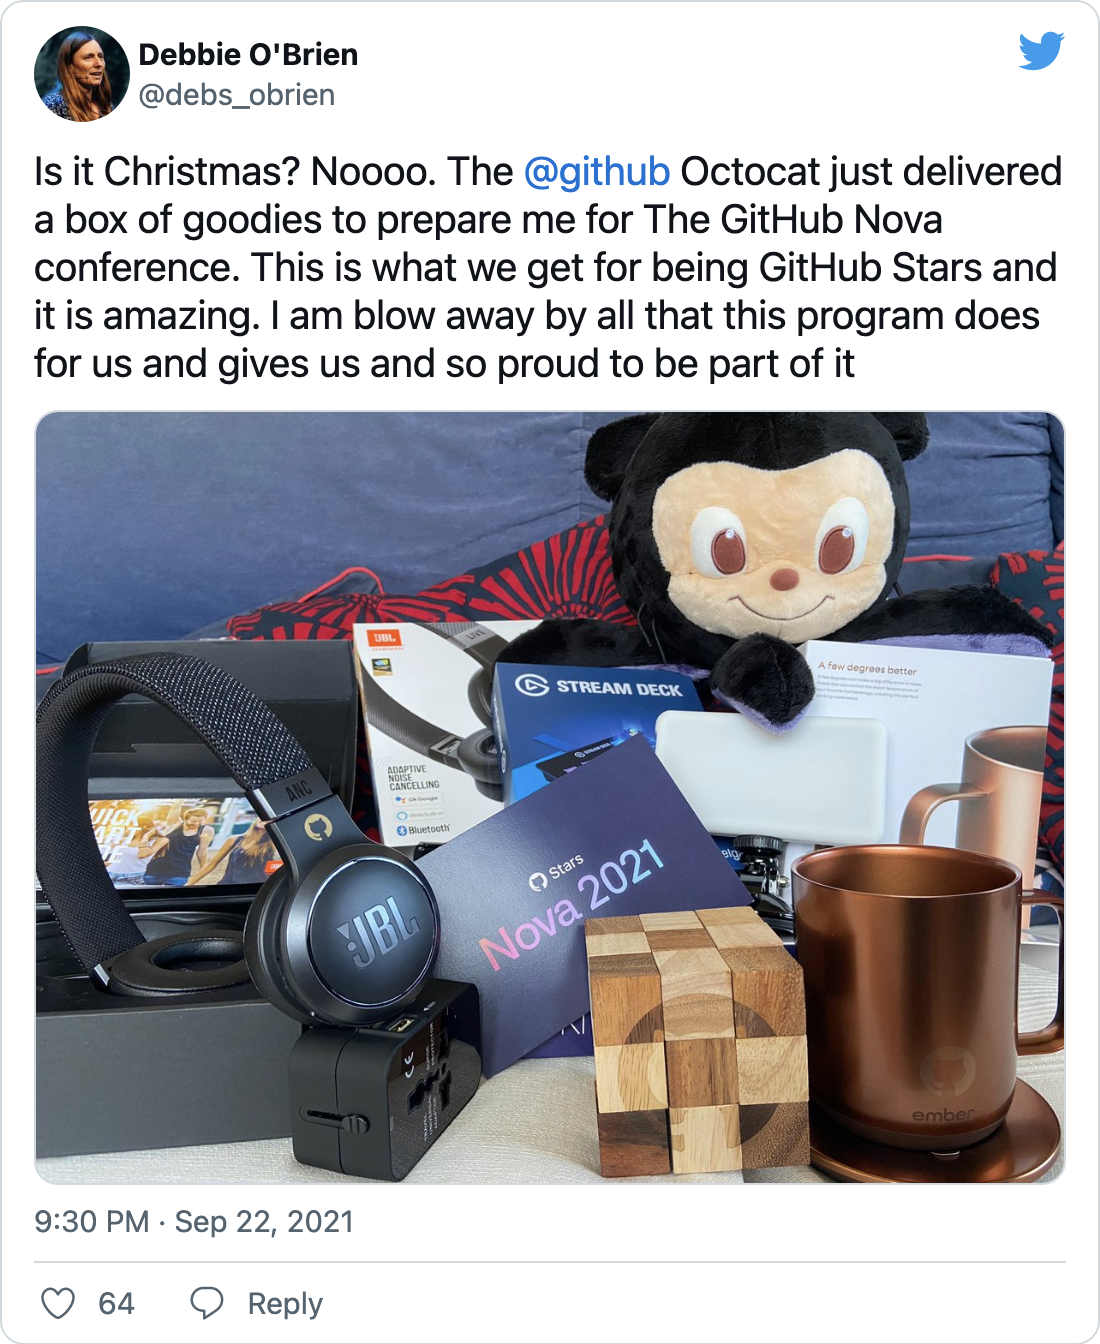 Debbie O'Brien
@debs_obrien
Is it Christmas? Noooo. The @github Octocat just delivered
a box of goodies to prepare me for The GitHub Nova
conference. This is what we get for being GitHub Stars and
it is amazing. I am blow away by all that this program does
for us and gives us and so proud to be part of it
JBL
LIVE
STREAM DECK
A few degrees better
ADAPTIVE
NOISE
CANCELLING
Ok Google
Bluetooth
ANC
Stars
Nova 2021
elg
JBL
ember
9:30 PM · Sep 22, 2021
64
Reply